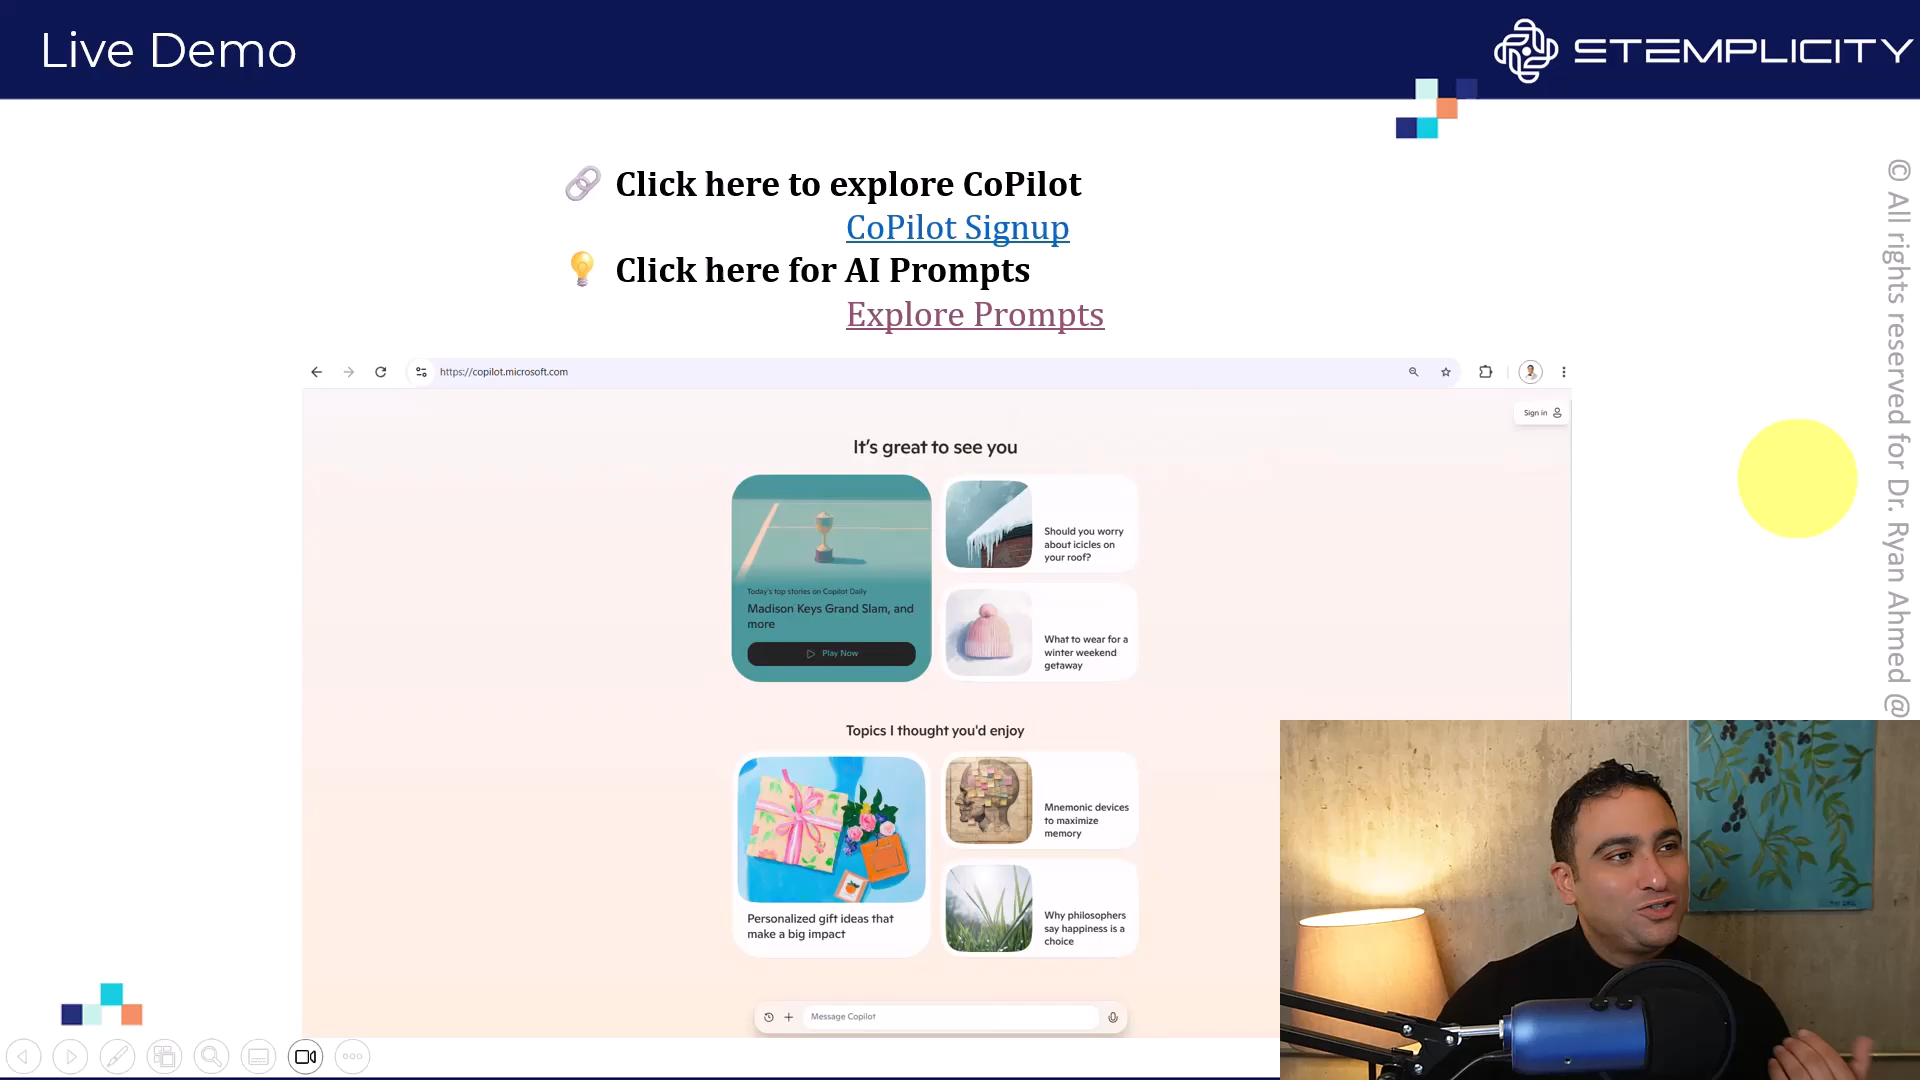 Live Demo
STEMPLICITY
Click here to explore CoPilot
CoPilot Signup
Click here for AI Prompts
Explore Prompts
https://copilot.microsoft.com
Sign in
It's great to see you
Today's top stories on Copilot Daily
Madison Keys Grand Slam, and
more
Play Now
Should you worry
about icicles on
your roof?
What to wear for a
winter weekend
getaway
Topics I thought you'd enjoy
Personalized gift ideas that
make a big impact
Mnemonic devices
to maximize
memory
Why philosophers
say happiness is a
choice
Message Copilot
© All rights reserved for Dr. Ryan Ahmed @